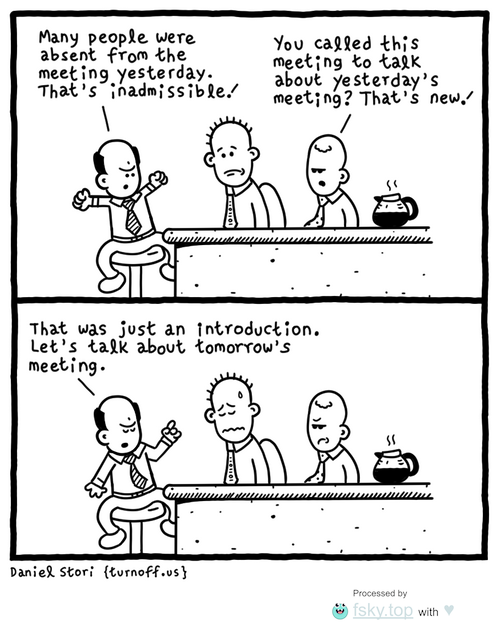 Many people were
absent from the
meeting yesterday.
That's inadmissible!
You called this
meeting to talk
about yesterday's
meeting? That's new!
That was just an introduction.
Let's talk about tomorrow's
meeting.
Daniel Stori {turnoff.us}
Processed by
fsky.top with ♥